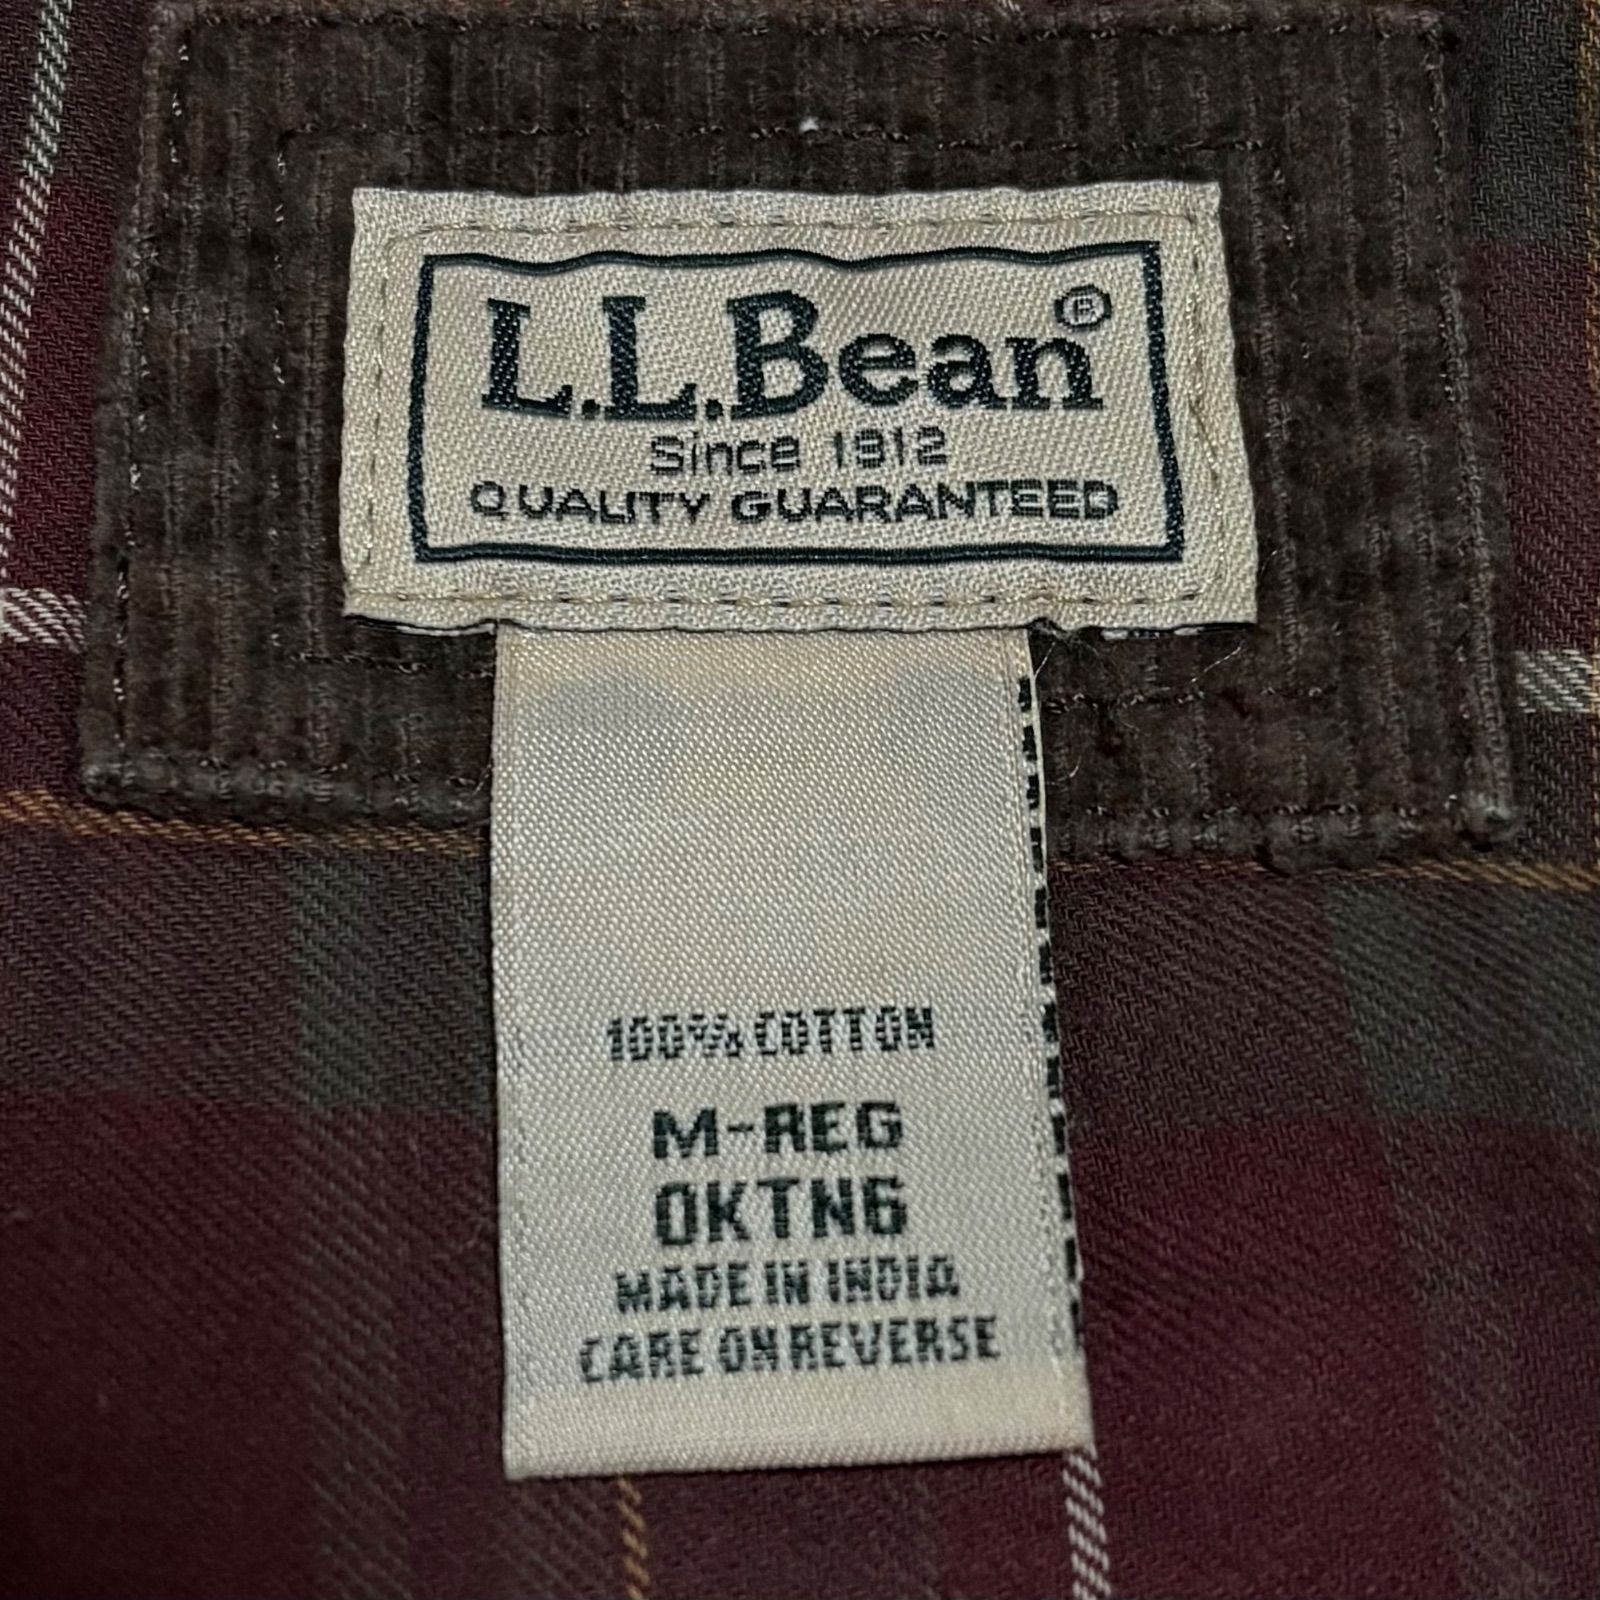 L.L.Bean®
Since 1912
QUALITY GUARANTEED
100% COTTON
M-REG
0KTN6
MADE IN INDIA
CARE ON REVERSE